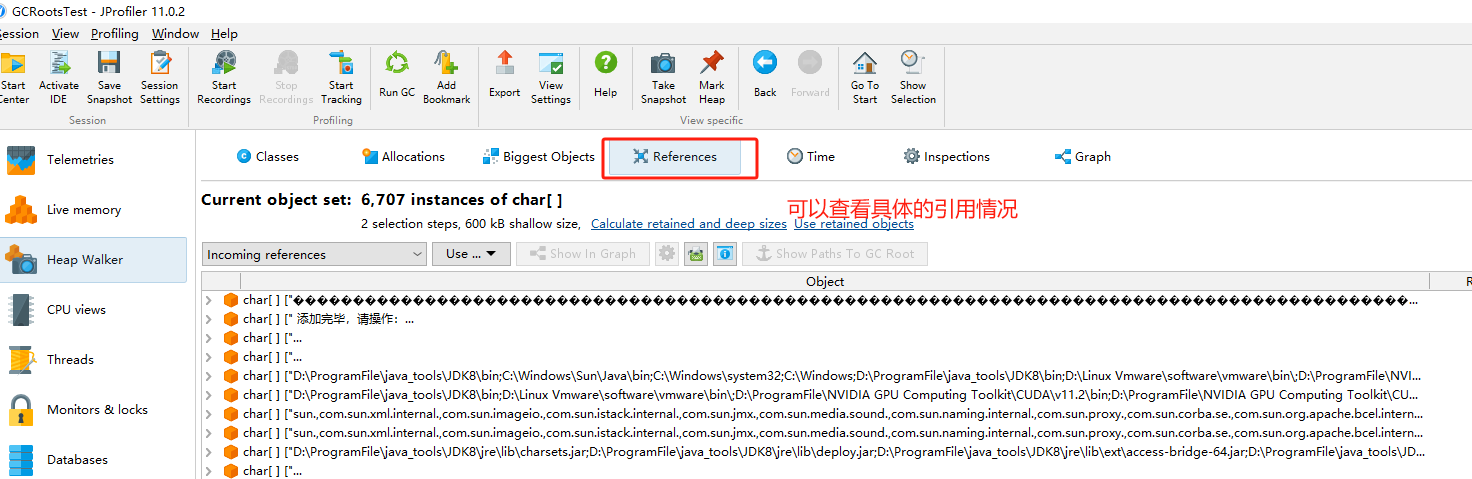 GCRootsTest - JProfiler 11.0.2
Session View Profiling Window Help
Start Center Activate IDE Save Snapshot Session Settings Start Recordings Stop Recordings Start Tracking Run GC Add Bookmark Export View Settings Help Take Snapshot Mark Heap Back Forward Go To Start Show Selection
Session Profiling View specific
Telemetries
Live memory
Heap Walker
CPU views
Threads
Monitors & locks
Databases
Classes Allocations Biggest Objects References Time Inspections Graph
Current object set: 6,707 instances of char[ ]
可以查看具体的引用情况
2 selection steps, 600 kB shallow size, Calculate retained and deep sizes Use retained objects
Incoming references Use ... Show In Graph Show Paths To GC Root
Object R
char[ ] ["...
char[ ] [" 添加完毕，请操作：...
char[ ] ["...
char[ ] ["...
char[ ] ["D:\ProgramFile\java_tools\JDK8\bin;C:\Windows\Sun\Java\bin;C:\Windows\system32;C:\Windows;D:\ProgramFile\java_tools\JDK8\bin;D:\Linux Vmware\software\vmware\bin\;D:\ProgramFile\NVI...
char[ ] ["D:\ProgramFile\java_tools\JDK8\bin;D:\Linux Vmware\software\vmware\bin\;D:\ProgramFile\NVIDIA GPU Computing Toolkit\CUDA\v11.2\bin;D:\ProgramFile\NVIDIA GPU Computing Toolkit\CU...
char[ ] ["sun.,com.sun.xml.internal.,com.sun.imageio.,com.sun.istack.internal.,com.sun.jmx.,com.sun.media.sound.,com.sun.naming.internal.,com.sun.proxy.,com.sun.corba.se.,com.sun.org.apache.bcel.intern...
char[ ] ["sun.,com.sun.xml.internal.,com.sun.imageio.,com.sun.istack.internal.,com.sun.jmx.,com.sun.media.sound.,com.sun.naming.internal.,com.sun.proxy.,com.sun.corba.se.,com.sun.org.apache.bcel.intern...
char[ ] ["D:\ProgramFile\java_tools\JDK8\jre\lib\charsets.jar;D:\ProgramFile\java_tools\JDK8\jre\lib\deploy.jar;D:\ProgramFile\java_tools\JDK8\jre\lib\ext\access-bridge-64.jar;D:\ProgramFile\java_tools\JD...
char[ ] ["...